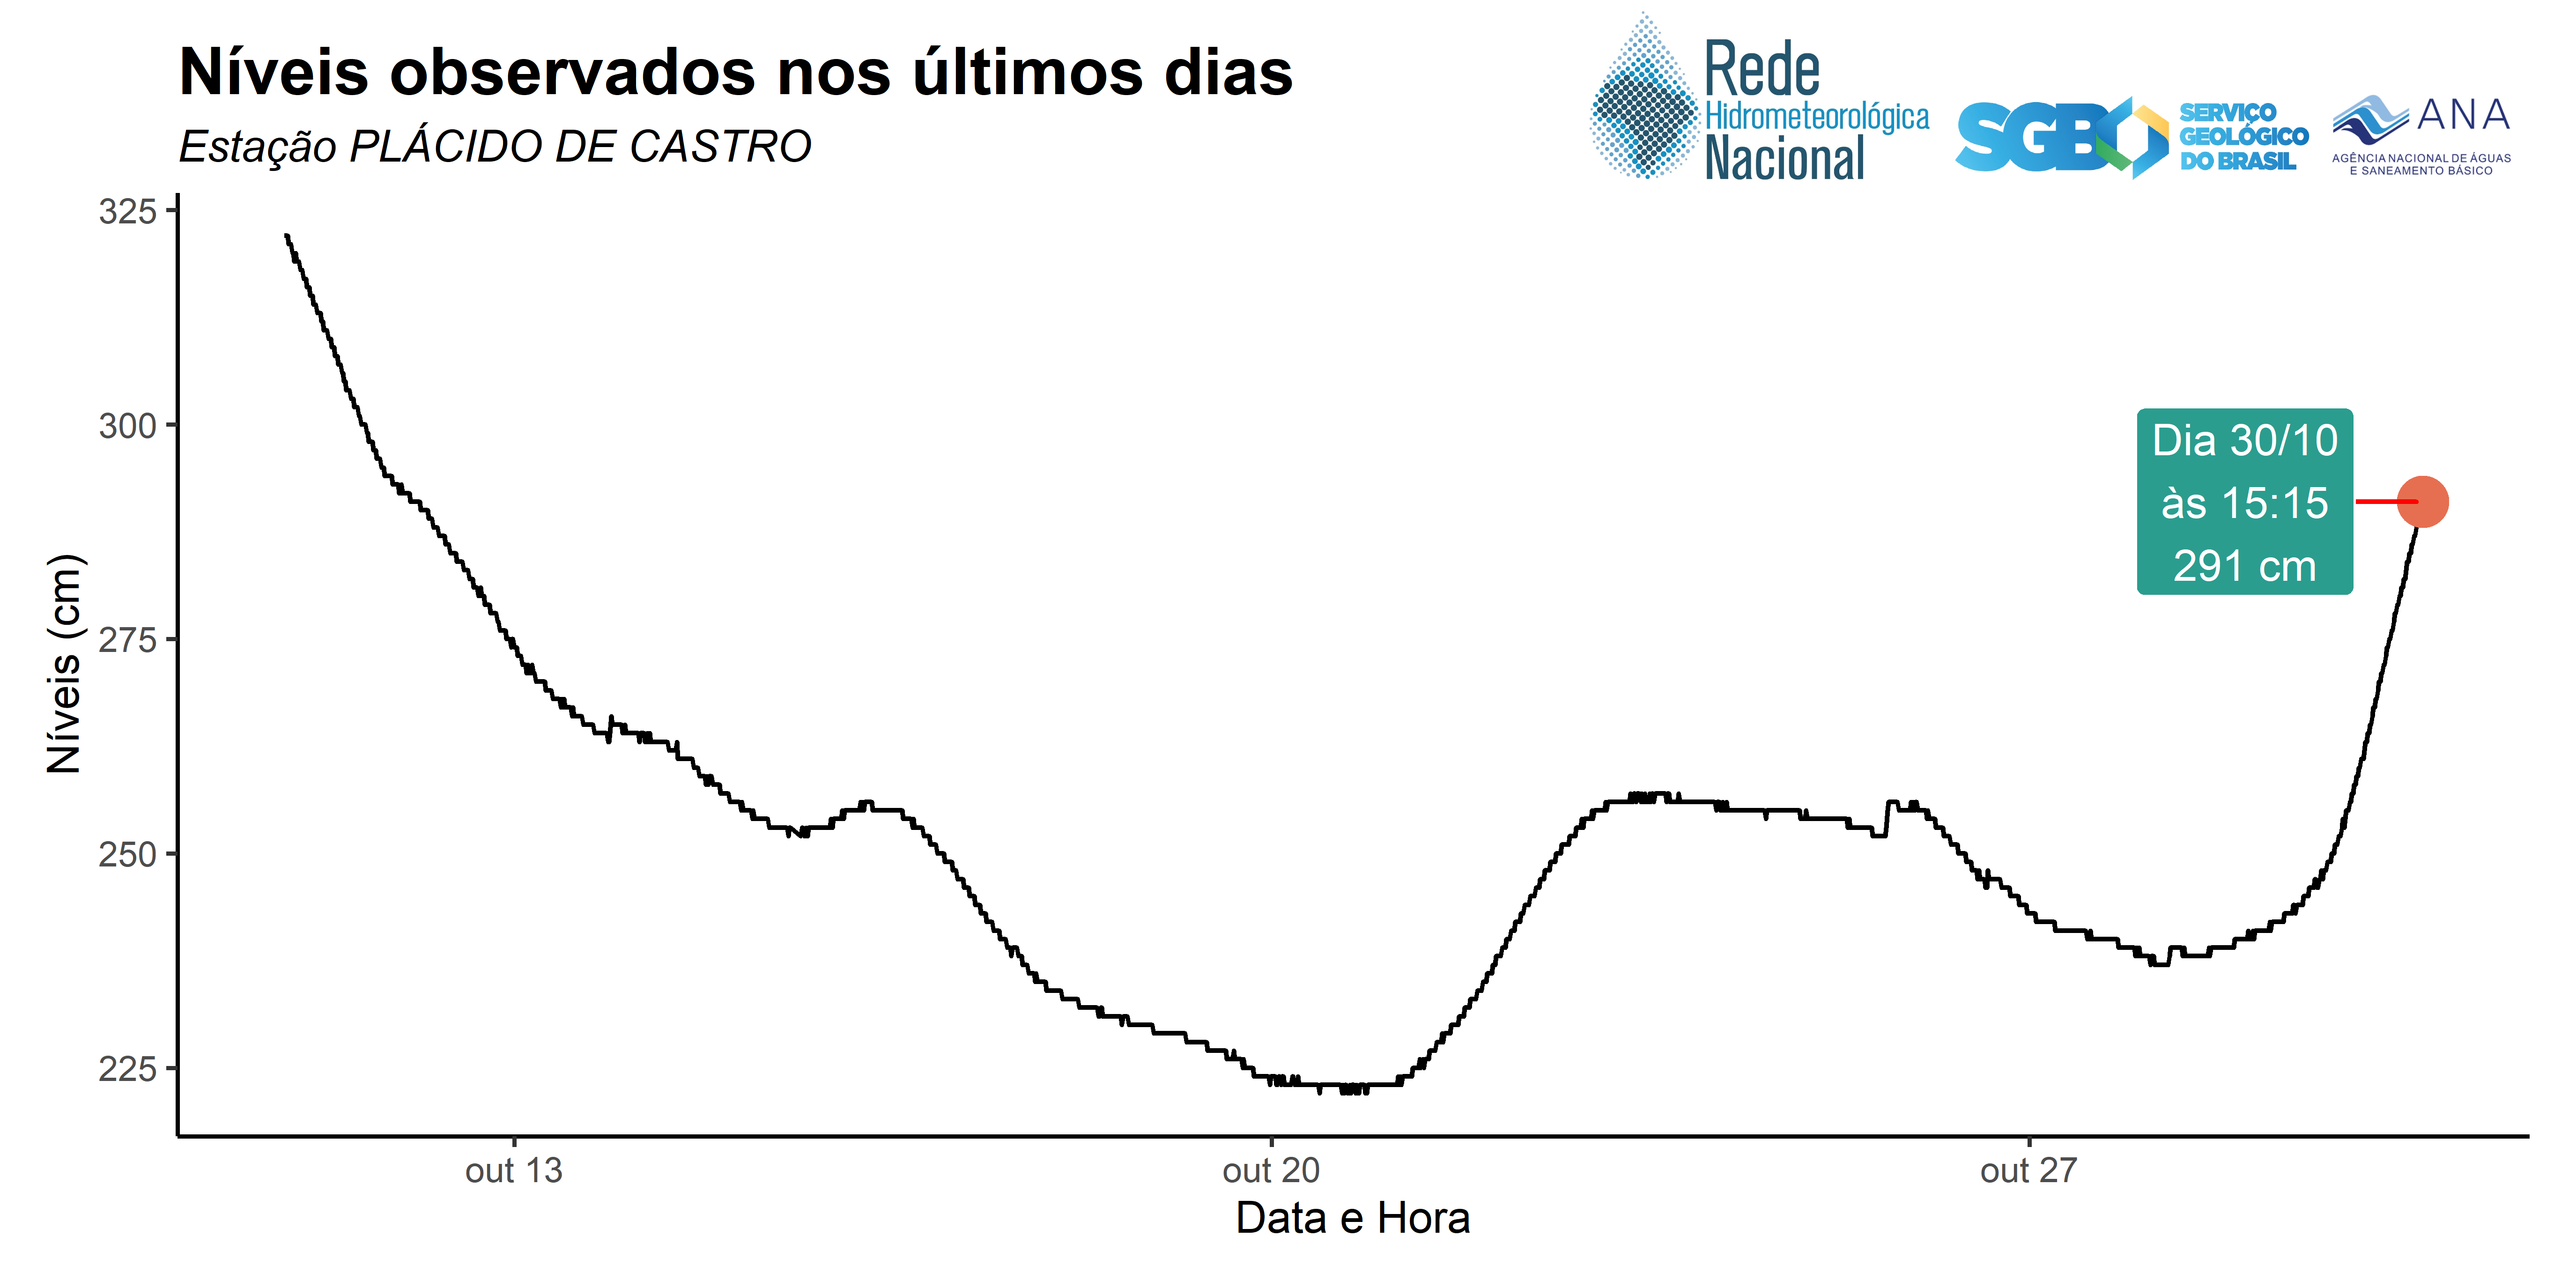 Níveis observados nos últimos dias
Estação PLÁCIDO DE CASTRO
Rede
Hidrometeorológica
Nacional
SGB
SERVIÇO
GEOLÓGICO
DO BRASIL
ANA
AGÊNCIA NACIONAL DE ÁGUAS
E SANEAMENTO BÁSICO
Níveis (cm)
325
300
275
250
225
Dia 30/10
às 15:15
291 cm
out 13
out 20
out 27
Data e Hora